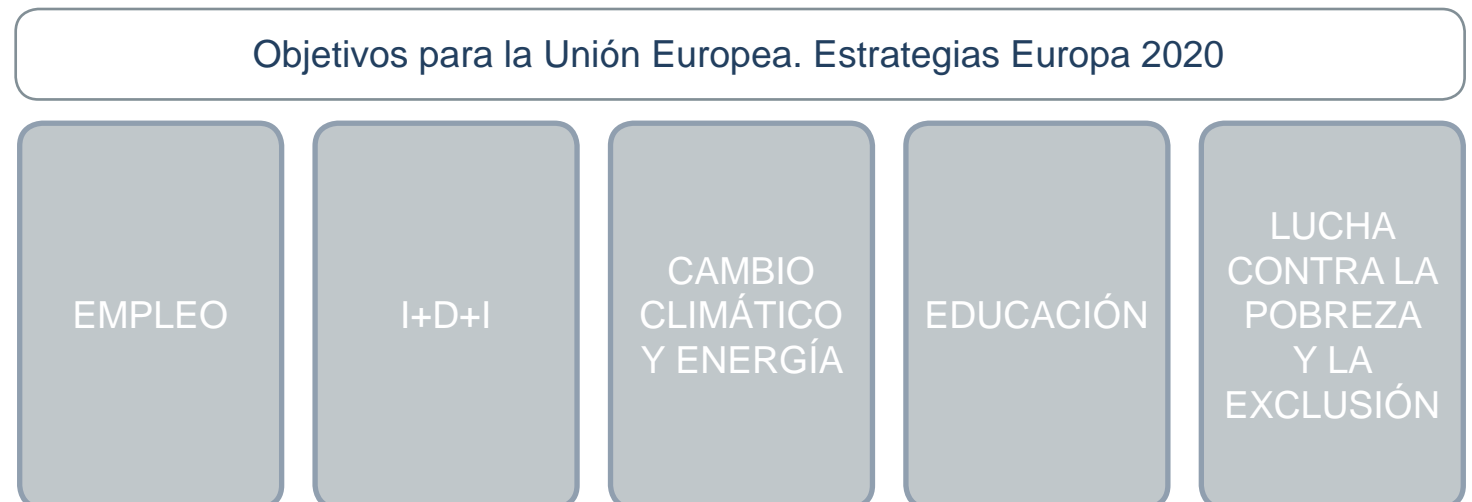 Objetivos para la Unión Europea. Estrategias Europa 2020
EMPLEO
I+D+I
CAMBIO
CLIMÁTICO
Y ENERGÍA
EDUCACIÓN
LUCHA
CONTRA LA
POBREZA
Y LA
EXCLUSIÓN